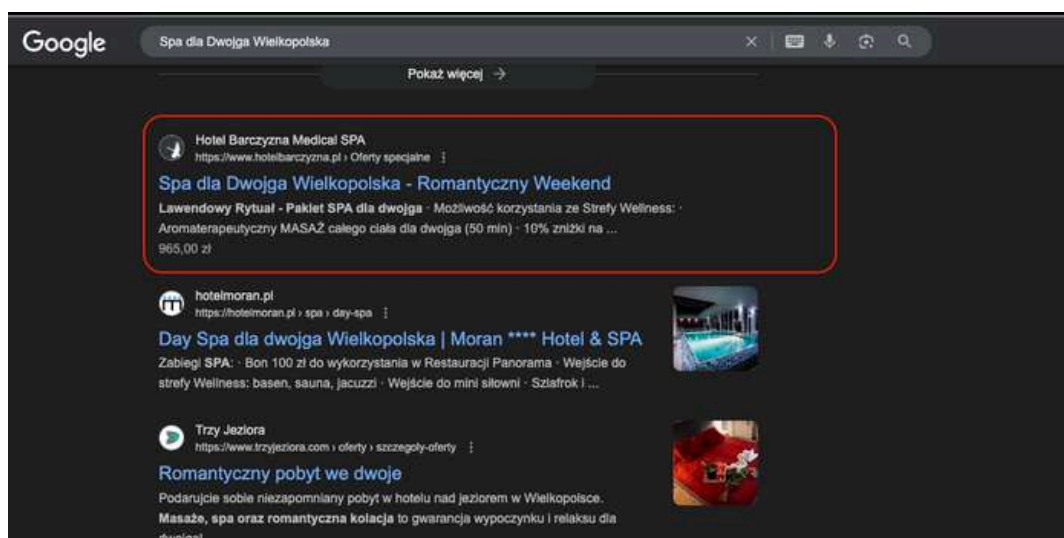 Google
Spa dla Dwojga Wielkopolska
Pokaż więcej →
Hotel Barczyzna Medical SPA
https://www.hotelbarczyzna.pl › Oferty specjalne
Spa dla Dwojga Wielkopolska - Romantyczny Weekend
Lawendowy Rytuał - Pakiet SPA dla dwojga · Możliwość korzystania ze Strefy Wellness: ·
Aromaterapeutyczny MASAŻ całego ciała dla dwojga (50 min) · 10% zniżki na ...
965,00 zł
hotelmoran.pl
https://hotelmoran.pl › spa › day-spa
Day Spa dla dwojga Wielkopolska | Moran **** Hotel & SPA
Zabiegi SPA: · Bon 100 zł do wykorzystania w Restauracji Panorama · Wejście do
strefy Wellness: basen, sauna, jacuzzi · Wejście do mini siłowni · Szlafrok i ...
Trzy Jeziora
https://www.trzyjeziora.com › oferty › szczegoly-oferty
Romantyczny pobyt we dwoje
Podarujcie sobie niezapomniany pobyt w hotelu nad jeziorem w Wielkopolsce.
Masaże, spa oraz romantyczna kolacja to gwarancja wypoczynku i relaksu dla